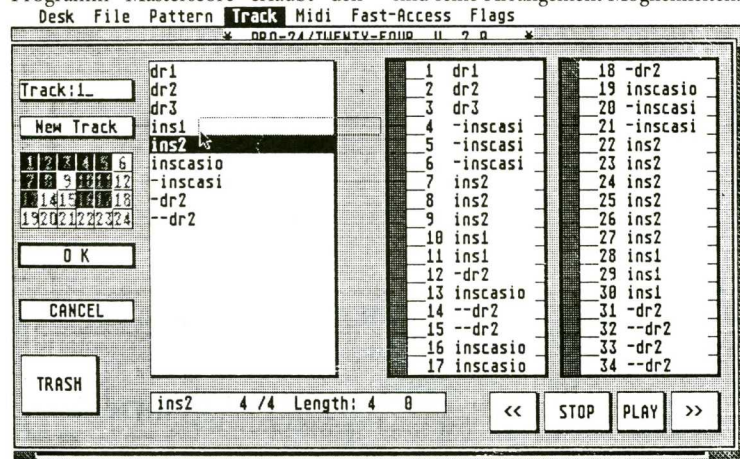 Desk File Pattern Track Midi Fast-Access Flags
PRO-24/TWENTY-FOUR V 2.0
Track:1_
New Track
1 2 3 4 5 6
7 8 9 10 11 12
13 14 15 16 17 18
19 20 21 22 23 24
O K
CANCEL
TRASH
dr1
dr2
dr3
ins1
ins2
inscasio
-inscasi
-dr2
--dr2
ins2 4 /4 Length: 4 0
1 dr1
2 dr2
3 dr3
4 -inscasi
5 -inscasi
6 -inscasi
7 ins2
8 ins2
9 ins2
10 ins1
11 ins1
12 -dr2
13 inscasio
14 --dr2
15 --dr2
16 inscasio
17 inscasio
18 -dr2
19 inscasio
20 -inscasi
21 -inscasi
22 ins2
23 ins2
24 ins2
25 ins2
26 ins2
27 ins2
28 ins1
29 ins1
30 ins1
31 -dr2
32 --dr2
33 -dr2
34 --dr2
<<
STOP
PLAY
>>